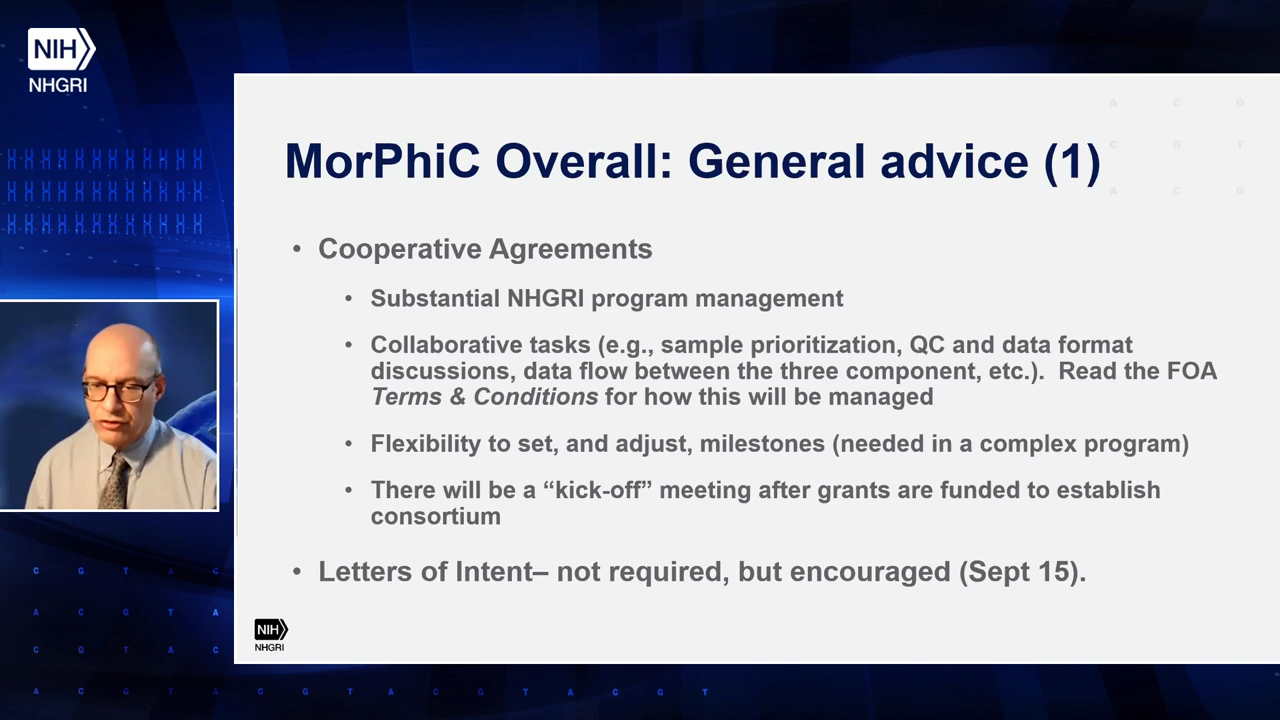 NIH
NHGRI
MorPhiC Overall: General advice (1)
• Cooperative Agreements
• Substantial NHGRI program management
• Collaborative tasks (e.g., sample prioritization, QC and data format
discussions, data flow between the three component, etc.).  Read the FOA
Terms & Conditions for how this will be managed
• Flexibility to set, and adjust, milestones (needed in a complex program)
• There will be a “kick-off” meeting after grants are funded to establish
consortium
• Letters of Intent– not required, but encouraged (Sept 15).
NIH
NHGRI
A C G
C G T
A C G
C G T A C
A C G T A
C G T A C
A C G T A C G T A C G T A C G T